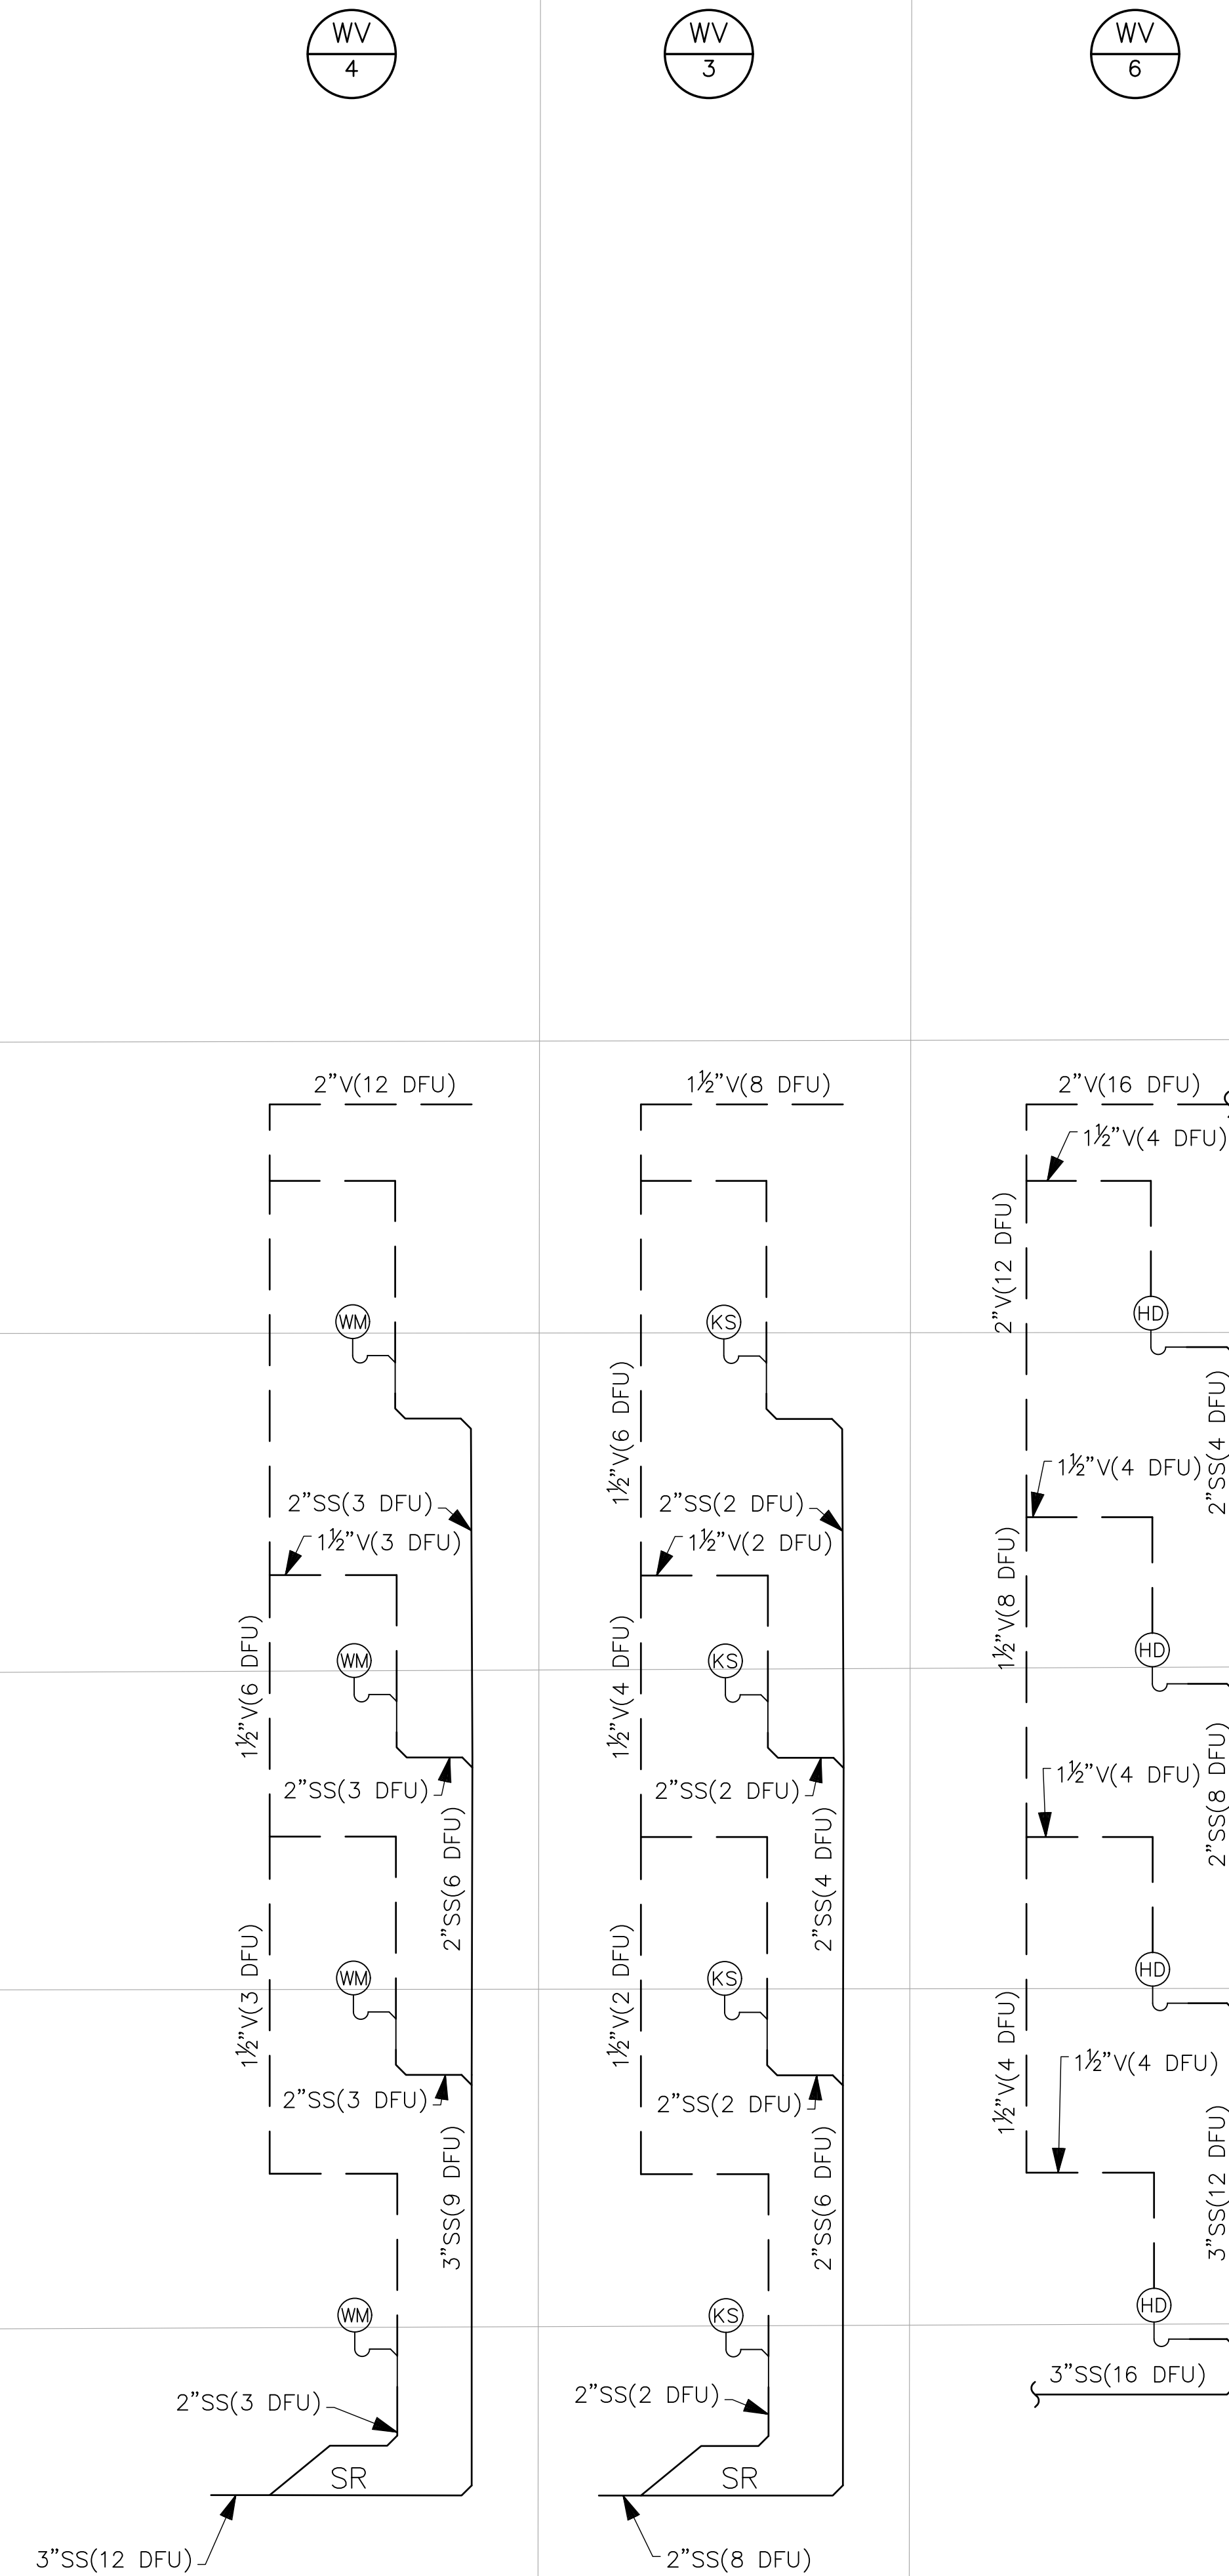 WV
4
WV
3
WV
6
2"V(12 DFU)
1½"V(8 DFU)
2"V(16 DFU)
1½"V(4 DFU)
2"V(12 DFU)
WM
KS
HD
1½"V(6 DFU)
2"SS(4 DFU)
1½"V(4 DFU)
2"SS(3 DFU)
2"SS(2 DFU)
1½"V(3 DFU)
1½"V(2 DFU)
1½"V(8 DFU)
1½"V(6 DFU)
1½"V(4 DFU)
WM
KS
HD
2"SS(8 DFU)
1½"V(4 DFU)
2"SS(3 DFU)
2"SS(2 DFU)
2"SS(6 DFU)
2"SS(4 DFU)
1½"V(3 DFU)
1½"V(2 DFU)
WM
KS
HD
1½"V(4 DFU)
1½"V(4 DFU)
2"SS(3 DFU)
2"SS(2 DFU)
3"SS(9 DFU)
2"SS(6 DFU)
3"SS(12 DFU)
WM
KS
HD
3"SS(16 DFU)
2"SS(3 DFU)
2"SS(2 DFU)
SR
SR
3"SS(12 DFU)
2"SS(8 DFU)